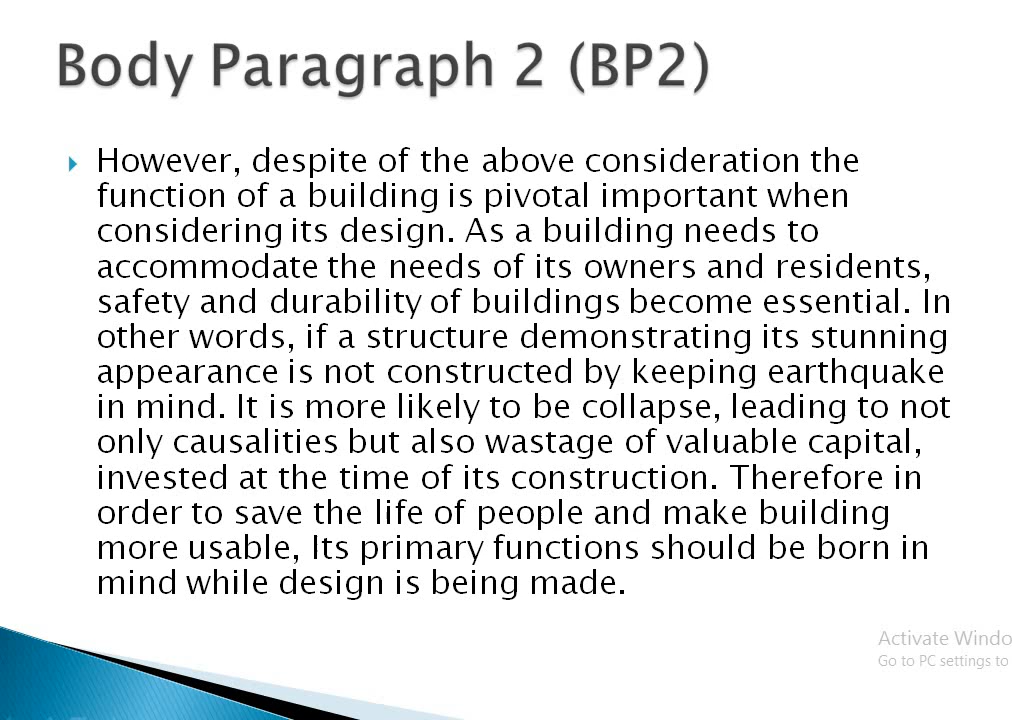 Body Paragraph 2 (BP2)
However, despite of the above consideration the
function of a building is pivotal important when
considering its design. As a building needs to
accommodate the needs of its owners and residents,
safety and durability of buildings become essential. In
other words, if a structure demonstrating its stunning
appearance is not constructed by keeping earthquake
in mind. It is more likely to be collapse, leading to not
only causalities but also wastage of valuable capital,
invested at the time of its construction. Therefore in
order to save the life of people and make building
more usable, Its primary functions should be born in
mind while design is being made.
Activate Windo
Go to PC settings to